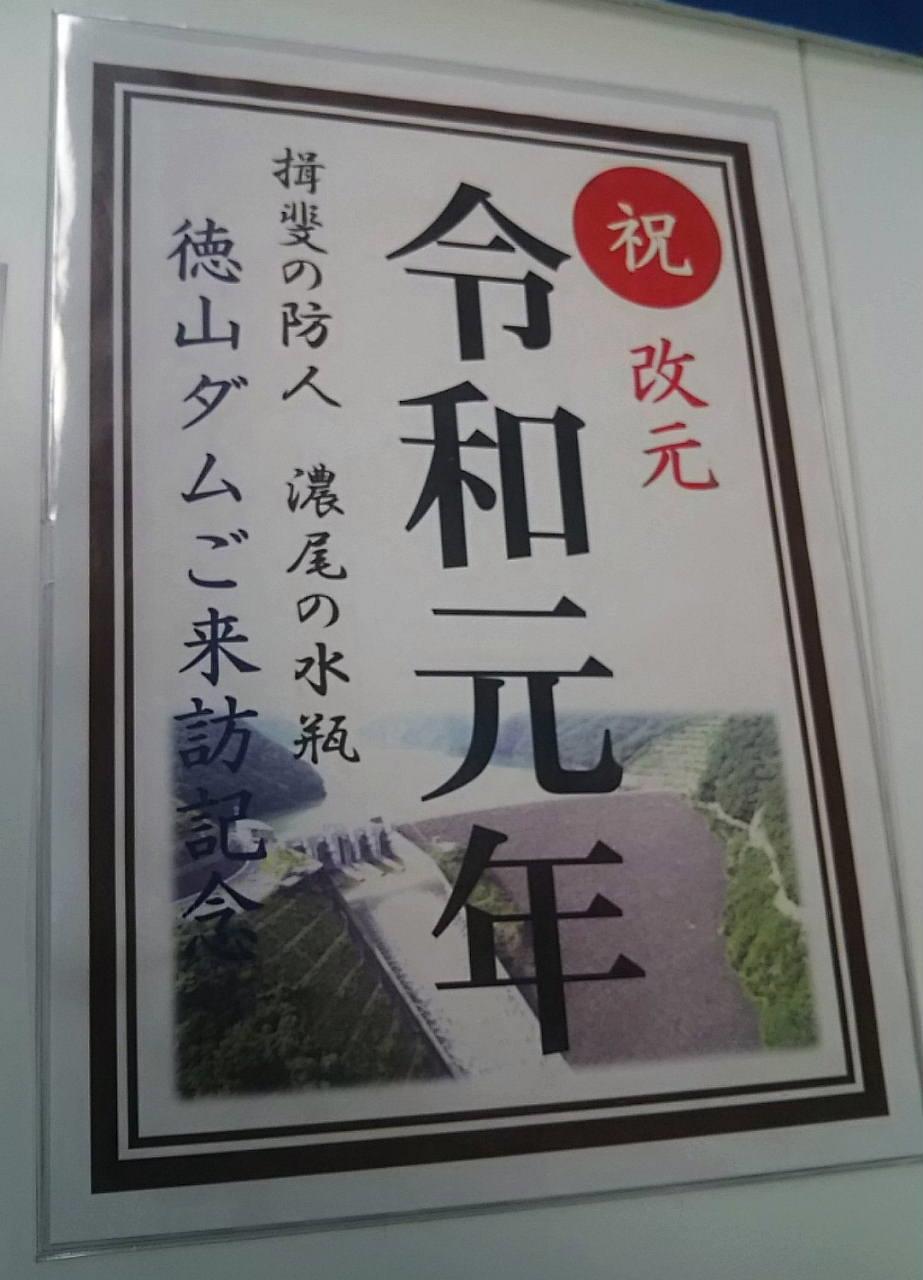 祝
改元
令和元年
揖斐の防人 濃尾の水瓶
徳山ダムご来訪記念